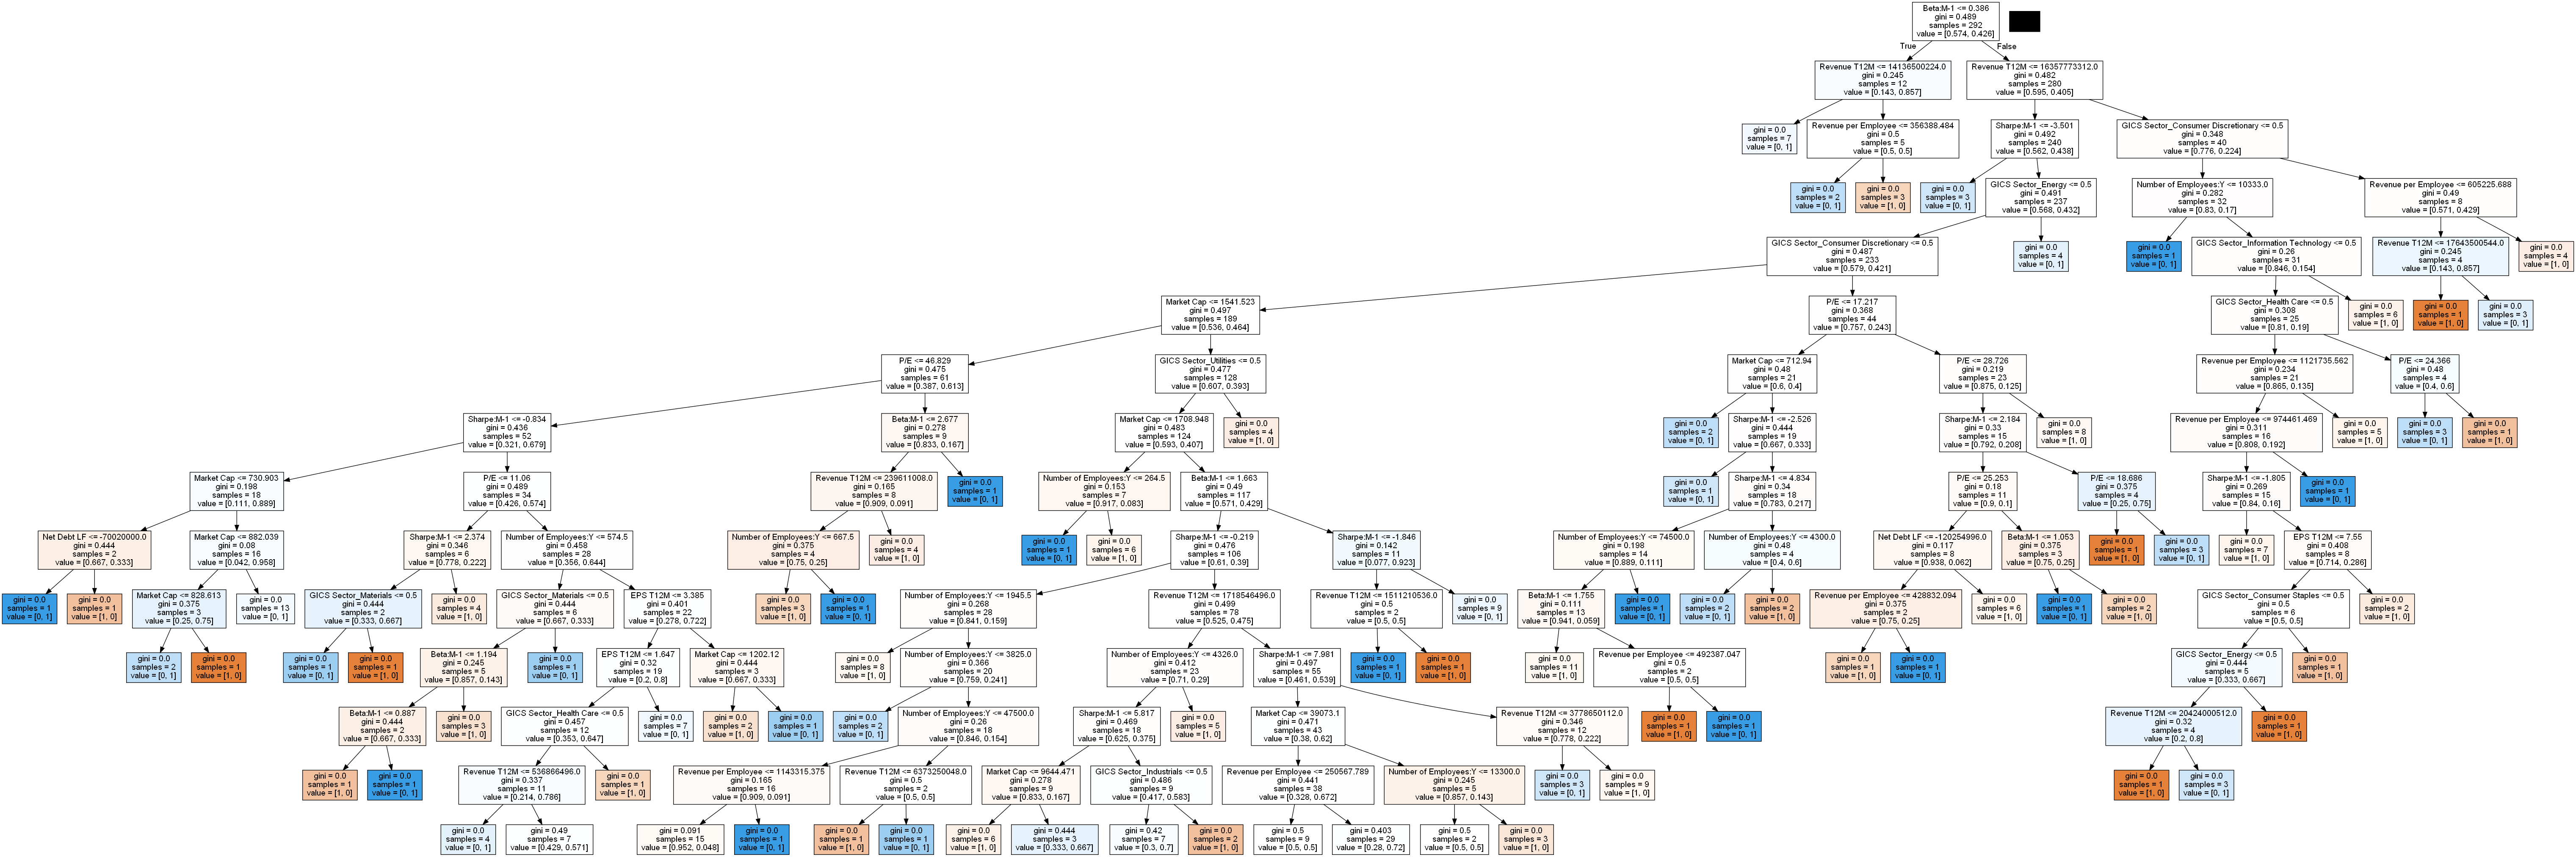 Beta:M-1 <= 0.386
gini = 0.489
samples = 292
value = [0.574, 0.426]
True
False
Revenue T12M <= 14136500224.0
gini = 0.245
samples = 12
value = [0.143, 0.857]
Revenue T12M <= 16357773312.0
gini = 0.482
samples = 280
value = [0.595, 0.405]
gini = 0.0
samples = 7
value = [0, 1]
Revenue per Employee <= 356388.484
gini = 0.5
samples = 5
value = [0.5, 0.5]
Sharpe:M-1 <= -3.501
gini = 0.492
samples = 240
value = [0.562, 0.438]
GICS Sector_Consumer Discretionary <= 0.5
gini = 0.348
samples = 40
value = [0.776, 0.224]
gini = 0.0
samples = 2
value = [0, 1]
gini = 0.0
samples = 3
value = [1, 0]
gini = 0.0
samples = 3
value = [0, 1]
GICS Sector_Energy <= 0.5
gini = 0.491
samples = 237
value = [0.568, 0.432]
Number of Employees:Y <= 10333.0
gini = 0.282
samples = 32
value = [0.83, 0.17]
Revenue per Employee <= 605225.688
gini = 0.49
samples = 8
value = [0.571, 0.429]
GICS Sector_Consumer Discretionary <= 0.5
gini = 0.487
samples = 233
value = [0.579, 0.421]
gini = 0.0
samples = 4
value = [0, 1]
gini = 0.0
samples = 1
value = [0, 1]
GICS Sector_Information Technology <= 0.5
gini = 0.26
samples = 31
value = [0.846, 0.154]
Revenue T12M <= 17643500544.0
gini = 0.245
samples = 4
value = [0.143, 0.857]
gini = 0.0
samples = 4
value = [1, 0]
Market Cap <= 1541.523
gini = 0.497
samples = 189
value = [0.536, 0.464]
P/E <= 17.217
gini = 0.368
samples = 44
value = [0.757, 0.243]
GICS Sector_Health Care <= 0.5
gini = 0.308
samples = 25
value = [0.81, 0.19]
gini = 0.0
samples = 6
value = [1, 0]
gini = 0.0
samples = 1
value = [1, 0]
gini = 0.0
samples = 3
value = [0, 1]
P/E <= 46.829
gini = 0.475
samples = 61
value = [0.387, 0.613]
GICS Sector_Utilities <= 0.5
gini = 0.477
samples = 128
value = [0.607, 0.393]
Market Cap <= 712.94
gini = 0.48
samples = 21
value = [0.6, 0.4]
P/E <= 28.726
gini = 0.219
samples = 23
value = [0.875, 0.125]
Revenue per Employee <= 1121735.562
gini = 0.234
samples = 21
value = [0.865, 0.135]
P/E <= 24.366
gini = 0.48
samples = 4
value = [0.4, 0.6]
Sharpe:M-1 <= -0.834
gini = 0.436
samples = 52
value = [0.321, 0.679]
Beta:M-1 <= 2.677
gini = 0.278
samples = 9
value = [0.833, 0.167]
Market Cap <= 1708.948
gini = 0.483
samples = 124
value = [0.593, 0.407]
gini = 0.0
samples = 4
value = [1, 0]
gini = 0.0
samples = 2
value = [0, 1]
Sharpe:M-1 <= -2.526
gini = 0.444
samples = 19
value = [0.667, 0.333]
Sharpe:M-1 <= 2.184
gini = 0.33
samples = 15
value = [0.792, 0.208]
gini = 0.0
samples = 8
value = [1, 0]
Revenue per Employee <= 974461.469
gini = 0.311
samples = 16
value = [0.808, 0.192]
gini = 0.0
samples = 5
value = [1, 0]
gini = 0.0
samples = 3
value = [0, 1]
gini = 0.0
samples = 1
value = [1, 0]
Market Cap <= 730.903
gini = 0.198
samples = 18
value = [0.111, 0.889]
P/E <= 11.06
gini = 0.489
samples = 34
value = [0.426, 0.574]
Revenue T12M <= 239611008.0
gini = 0.165
samples = 8
value = [0.909, 0.091]
gini = 0.0
samples = 1
value = [0, 1]
Number of Employees:Y <= 264.5
gini = 0.153
samples = 7
value = [0.917, 0.083]
Beta:M-1 <= 1.663
gini = 0.49
samples = 117
value = [0.571, 0.429]
gini = 0.0
samples = 1
value = [0, 1]
Sharpe:M-1 <= 4.834
gini = 0.34
samples = 18
value = [0.783, 0.217]
P/E <= 25.253
gini = 0.18
samples = 11
value = [0.9, 0.1]
P/E <= 18.686
gini = 0.375
samples = 4
value = [0.25, 0.75]
Sharpe:M-1 <= -1.805
gini = 0.269
samples = 15
value = [0.84, 0.16]
gini = 0.0
samples = 1
value = [0, 1]
Net Debt LF <= -70020000.0
gini = 0.444
samples = 2
value = [0.667, 0.333]
Market Cap <= 882.039
gini = 0.08
samples = 16
value = [0.042, 0.958]
Sharpe:M-1 <= 2.374
gini = 0.346
samples = 6
value = [0.778, 0.222]
Number of Employees:Y <= 574.5
gini = 0.458
samples = 28
value = [0.356, 0.644]
Number of Employees:Y <= 667.5
gini = 0.375
samples = 4
value = [0.75, 0.25]
gini = 0.0
samples = 4
value = [1, 0]
gini = 0.0
samples = 1
value = [0, 1]
gini = 0.0
samples = 6
value = [1, 0]
Sharpe:M-1 <= -0.219
gini = 0.476
samples = 106
value = [0.61, 0.39]
Sharpe:M-1 <= -1.846
gini = 0.142
samples = 11
value = [0.077, 0.923]
Number of Employees:Y <= 74500.0
gini = 0.198
samples = 14
value = [0.889, 0.111]
Number of Employees:Y <= 4300.0
gini = 0.48
samples = 4
value = [0.4, 0.6]
Net Debt LF <= -120254996.0
gini = 0.117
samples = 8
value = [0.938, 0.062]
Beta:M-1 <= 1.053
gini = 0.375
samples = 3
value = [0.75, 0.25]
gini = 0.0
samples = 1
value = [1, 0]
gini = 0.0
samples = 3
value = [0, 1]
gini = 0.0
samples = 7
value = [1, 0]
EPS T12M <= 7.55
gini = 0.408
samples = 8
value = [0.714, 0.286]
gini = 0.0
samples = 1
value = [0, 1]
gini = 0.0
samples = 1
value = [1, 0]
Market Cap <= 828.613
gini = 0.375
samples = 3
value = [0.25, 0.75]
gini = 0.0
samples = 13
value = [0, 1]
GICS Sector_Materials <= 0.5
gini = 0.444
samples = 2
value = [0.333, 0.667]
gini = 0.0
samples = 4
value = [1, 0]
GICS Sector_Materials <= 0.5
gini = 0.444
samples = 6
value = [0.667, 0.333]
EPS T12M <= 3.385
gini = 0.401
samples = 22
value = [0.278, 0.722]
gini = 0.0
samples = 3
value = [1, 0]
gini = 0.0
samples = 1
value = [0, 1]
Number of Employees:Y <= 1945.5
gini = 0.268
samples = 28
value = [0.841, 0.159]
Revenue T12M <= 1718546496.0
gini = 0.499
samples = 78
value = [0.525, 0.475]
Revenue T12M <= 1511210536.0
gini = 0.5
samples = 2
value = [0.5, 0.5]
gini = 0.0
samples = 9
value = [0, 1]
Beta:M-1 <= 1.755
gini = 0.111
samples = 13
value = [0.941, 0.059]
gini = 0.0
samples = 1
value = [0, 1]
gini = 0.0
samples = 2
value = [0, 1]
gini = 0.0
samples = 2
value = [1, 0]
Revenue per Employee <= 428832.094
gini = 0.375
samples = 2
value = [0.75, 0.25]
gini = 0.0
samples = 6
value = [1, 0]
gini = 0.0
samples = 1
value = [0, 1]
gini = 0.0
samples = 2
value = [1, 0]
GICS Sector_Consumer Staples <= 0.5
gini = 0.5
samples = 6
value = [0.5, 0.5]
gini = 0.0
samples = 2
value = [1, 0]
gini = 0.0
samples = 2
value = [0, 1]
gini = 0.0
samples = 1
value = [1, 0]
gini = 0.0
samples = 1
value = [0, 1]
gini = 0.0
samples = 1
value = [1, 0]
Beta:M-1 <= 1.194
gini = 0.245
samples = 5
value = [0.857, 0.143]
gini = 0.0
samples = 1
value = [0, 1]
EPS T12M <= 1.647
gini = 0.32
samples = 19
value = [0.2, 0.8]
Market Cap <= 1202.12
gini = 0.444
samples = 3
value = [0.667, 0.333]
gini = 0.0
samples = 8
value = [1, 0]
Number of Employees:Y <= 3825.0
gini = 0.366
samples = 20
value = [0.759, 0.241]
Number of Employees:Y <= 4326.0
gini = 0.412
samples = 23
value = [0.71, 0.29]
Sharpe:M-1 <= 7.981
gini = 0.497
samples = 55
value = [0.461, 0.539]
gini = 0.0
samples = 1
value = [0, 1]
gini = 0.0
samples = 1
value = [1, 0]
gini = 0.0
samples = 11
value = [1, 0]
Revenue per Employee <= 492387.047
gini = 0.5
samples = 2
value = [0.5, 0.5]
gini = 0.0
samples = 1
value = [1, 0]
gini = 0.0
samples = 1
value = [0, 1]
GICS Sector_Energy <= 0.5
gini = 0.444
samples = 5
value = [0.333, 0.667]
gini = 0.0
samples = 1
value = [1, 0]
Beta:M-1 <= 0.887
gini = 0.444
samples = 2
value = [0.667, 0.333]
gini = 0.0
samples = 3
value = [1, 0]
GICS Sector_Health Care <= 0.5
gini = 0.457
samples = 12
value = [0.353, 0.647]
gini = 0.0
samples = 7
value = [0, 1]
gini = 0.0
samples = 2
value = [1, 0]
gini = 0.0
samples = 1
value = [0, 1]
gini = 0.0
samples = 2
value = [0, 1]
Number of Employees:Y <= 47500.0
gini = 0.26
samples = 18
value = [0.846, 0.154]
Sharpe:M-1 <= 5.817
gini = 0.469
samples = 18
value = [0.625, 0.375]
gini = 0.0
samples = 5
value = [1, 0]
Market Cap <= 39073.1
gini = 0.471
samples = 43
value = [0.38, 0.62]
Revenue T12M <= 3778650112.0
gini = 0.346
samples = 12
value = [0.778, 0.222]
gini = 0.0
samples = 1
value = [1, 0]
gini = 0.0
samples = 1
value = [0, 1]
Revenue T12M <= 20424000512.0
gini = 0.32
samples = 4
value = [0.2, 0.8]
gini = 0.0
samples = 1
value = [1, 0]
gini = 0.0
samples = 1
value = [1, 0]
gini = 0.0
samples = 1
value = [0, 1]
Revenue T12M <= 536866496.0
gini = 0.337
samples = 11
value = [0.214, 0.786]
gini = 0.0
samples = 1
value = [1, 0]
Revenue per Employee <= 1143315.375
gini = 0.165
samples = 16
value = [0.909, 0.091]
Revenue T12M <= 6373250048.0
gini = 0.5
samples = 2
value = [0.5, 0.5]
Market Cap <= 9644.471
gini = 0.278
samples = 9
value = [0.833, 0.167]
GICS Sector_Industrials <= 0.5
gini = 0.486
samples = 9
value = [0.417, 0.583]
Revenue per Employee <= 250567.789
gini = 0.441
samples = 38
value = [0.328, 0.672]
Number of Employees:Y <= 13300.0
gini = 0.245
samples = 5
value = [0.857, 0.143]
gini = 0.0
samples = 3
value = [0, 1]
gini = 0.0
samples = 9
value = [1, 0]
gini = 0.0
samples = 1
value = [1, 0]
gini = 0.0
samples = 3
value = [0, 1]
gini = 0.0
samples = 4
value = [0, 1]
gini = 0.49
samples = 7
value = [0.429, 0.571]
gini = 0.091
samples = 15
value = [0.952, 0.048]
gini = 0.0
samples = 1
value = [0, 1]
gini = 0.0
samples = 1
value = [1, 0]
gini = 0.0
samples = 1
value = [0, 1]
gini = 0.0
samples = 6
value = [1, 0]
gini = 0.444
samples = 3
value = [0.333, 0.667]
gini = 0.42
samples = 7
value = [0.3, 0.7]
gini = 0.0
samples = 2
value = [1, 0]
gini = 0.5
samples = 9
value = [0.5, 0.5]
gini = 0.403
samples = 29
value = [0.28, 0.72]
gini = 0.5
samples = 2
value = [0.5, 0.5]
gini = 0.0
samples = 3
value = [1, 0]